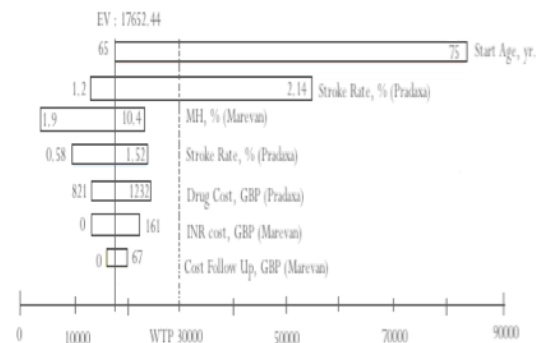 EV : 17652.44
65 75 Start Age, yr.
1.2 2.14 Stroke Rate, % (Pradaxa)
1.9 10.4 MH, % (Marevan)
0.58 1.52 Stroke Rate, % (Pradaxa)
821 1232 Drug Cost, GBP (Pradaxa)
0 161 INR cost, GBP (Marevan)
0 67 Cost Follow Up, GBP (Marevan)
0 10000 WTP 30000 50000 70000 90000